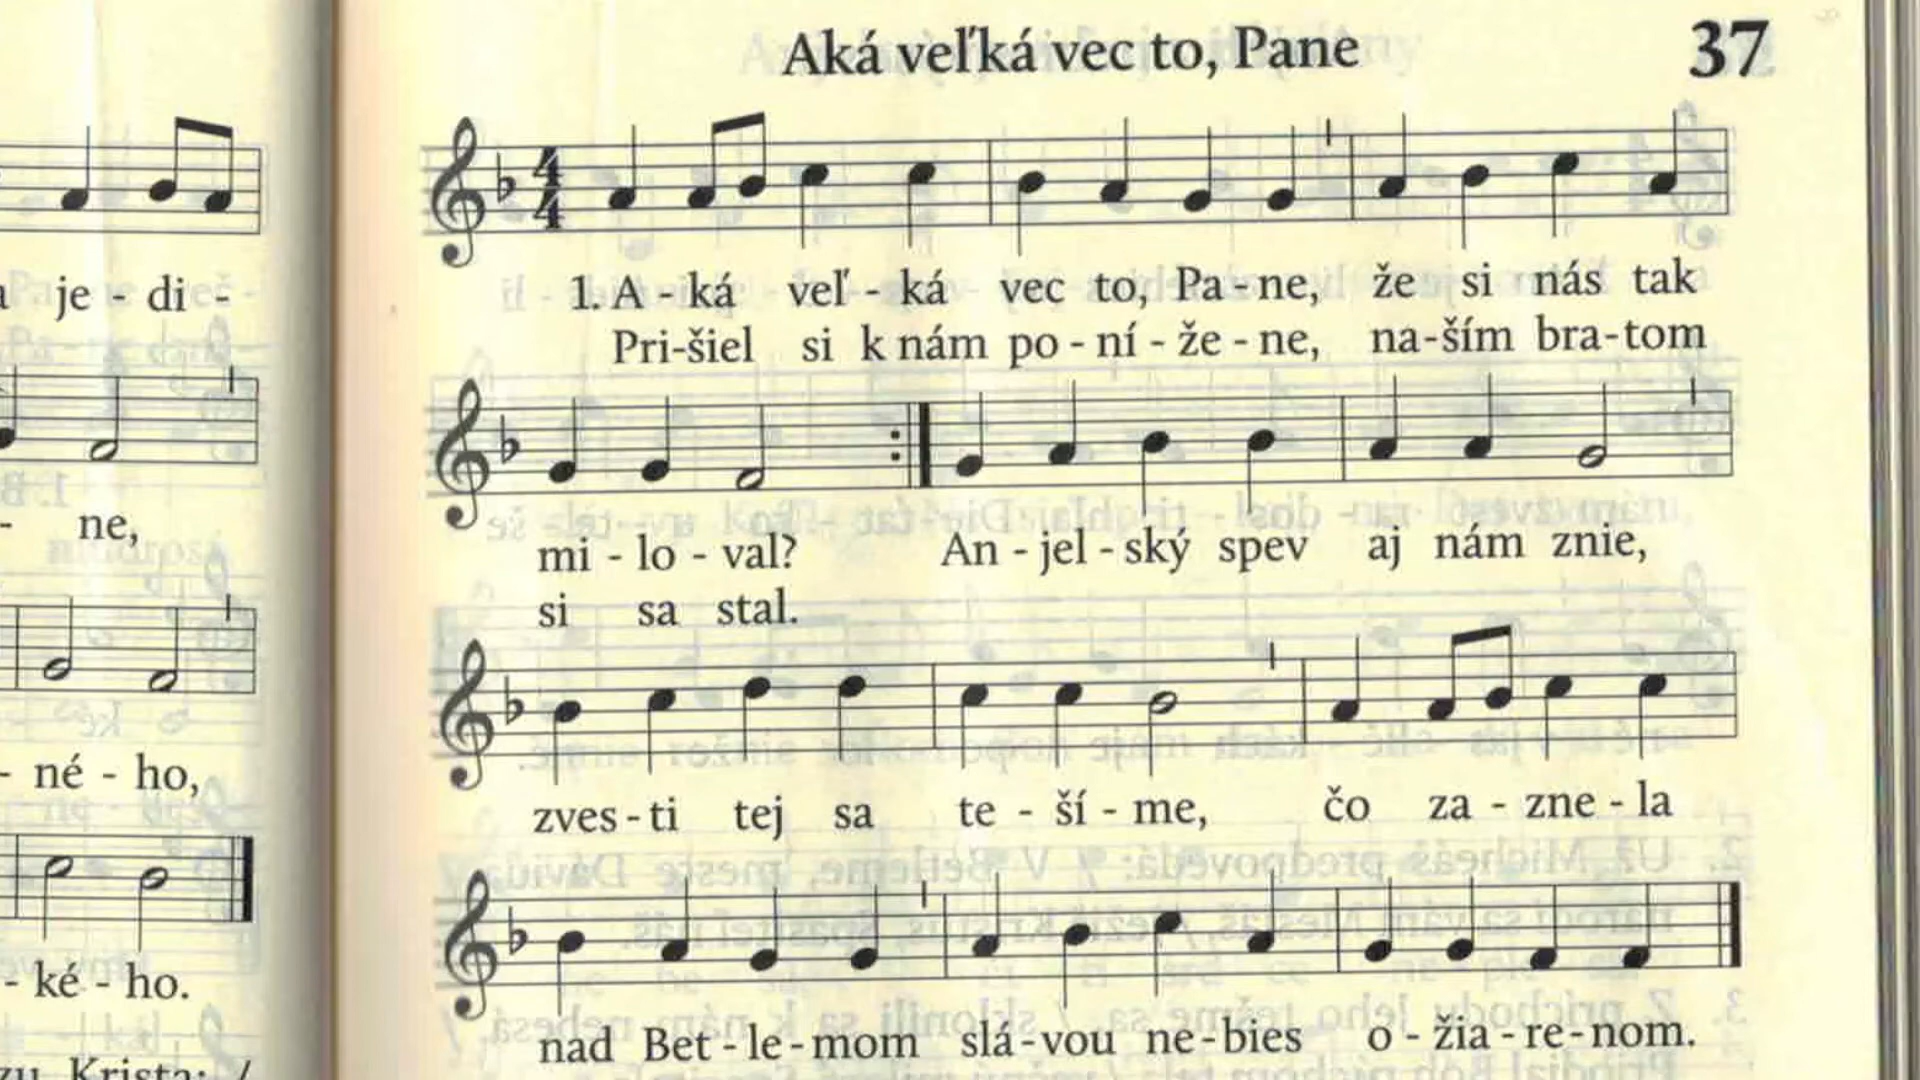 je - di -
- ne,
- né - ho,
- ké - ho.
Krista: /
Aká veľká vec to, Pane
37
4
4
1. A - ká veľ - ká vec to, Pa - ne, že si nás tak
Pri-šiel si k nám po - ní - že - ne, na-ším bra-tom
mi - lo - val? An - jel - ský spev aj nám znie,
si sa stal.
zves - ti tej sa te - ší - me, čo za - zne - la
nad Bet - le - mom slá - vou ne - bies o - žia - re - nom.